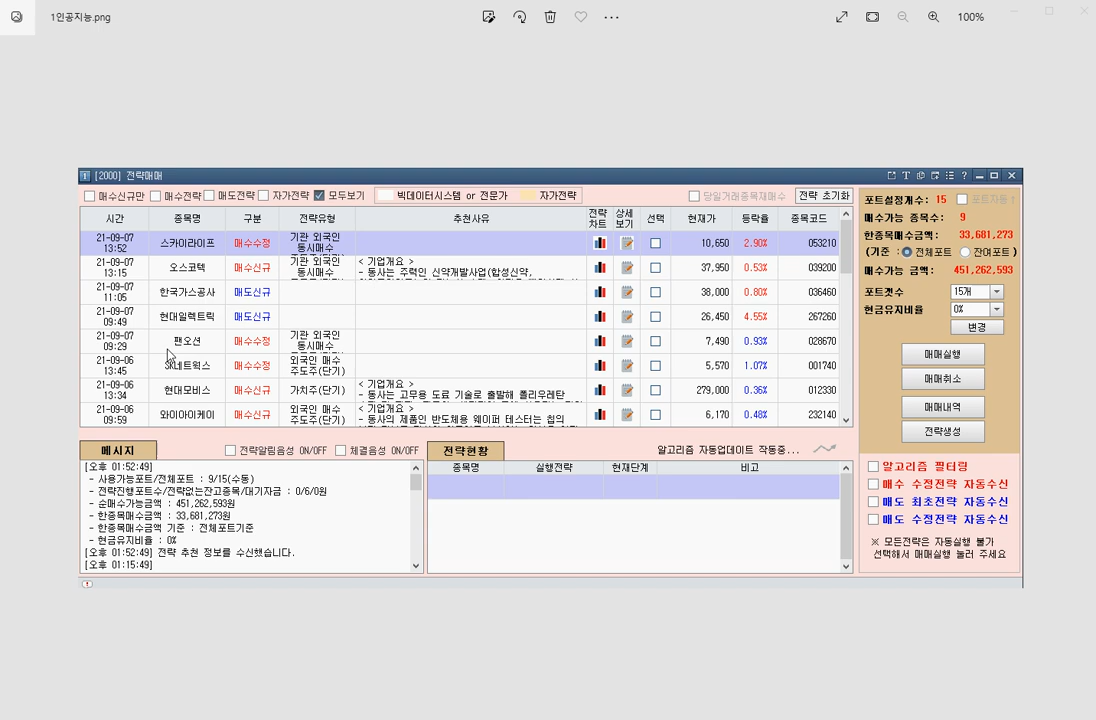 1인공지능.png
100%
[2000] 전략매매
매수신규만 매수전략 매도전략 자가전략 모두보기 빅데이터시스템 or 전문가 자가전략 당일거래종목재매수 전략 초기화
시간 종목명 구분 전략유형 추천사유 전략차트 상세보기 선택 현재가 등락율 종목코드
21-09-07 13:52 스카이라이프 매수수정 기관 외국인 동시매수 10,650 2.90% 053210
21-09-07 13:15 오스코텍 매수신규 기관 외국인 동시매수 < 기업개요 > - 동사는 주력인 신약개발사업(합성신약, 37,950 0.53% 039200
21-09-07 11:05 한국가스공사 매도신규 38,000 0.80% 036460
21-09-07 09:49 현대일렉트릭 매도신규 26,450 4.55% 267260
21-09-07 09:29 팬오션 매수수정 기관 외국인 동시매수 7,490 0.93% 028670
21-09-06 13:45 SK네트웍스 매수수정 외국인 매수 주도주(단기) 5,570 1.07% 001740
21-09-06 13:34 현대모비스 매수신규 가치주(단기) < 기업개요 > - 동사는 고무용 도료 기술로 출발해 폴리우레탄 279,000 0.36% 012330
21-09-06 09:59 와이아이케이 매수신규 외국인 매수 주도주(단기) < 기업개요 > - 동사의 제품인 반도체용 웨이퍼 테스터는 칩의 6,170 0.48% 232140
포트설정개수: 15 포트자동↑
매수가능 종목수: 9
한종목매수금액: 33,681,273
(기준 : 전체포트 잔여포트 )
매수가능 금액: 451,262,593
포트갯수 15개
현금유지비율 0%
변경
매매실행
매매취소
매매내역
전략생성
메시지 전략알림음성 ON/OFF 체결음성 ON/OFF
[오후 01:52:49]
- 사용가능포트/전체포트 : 9/15(수동)
- 전략진행포트수/전략없는잔고종목/대기자금 : 0/6/0원
- 순매수가능금액 : 451,262,593원
- 한종목매수금액 : 33,681,273원
- 한종목매수금액 기준 : 전체포트기준
- 현금유지비율 : 0%
[오후 01:52:49] 전략 추천 정보를 수신했습니다.
[오후 01:15:49]
전략현황 알고리즘 자동업데이트 작동중...
종목명 실행전략 현재단계 비고
알고리즘 필터링
매수 수정전략 자동수신
매도 최초전략 자동수신
매도 수정전략 자동수신
※ 모든전략은 자동실행 불가
선택해서 매매실행 눌러 주세요